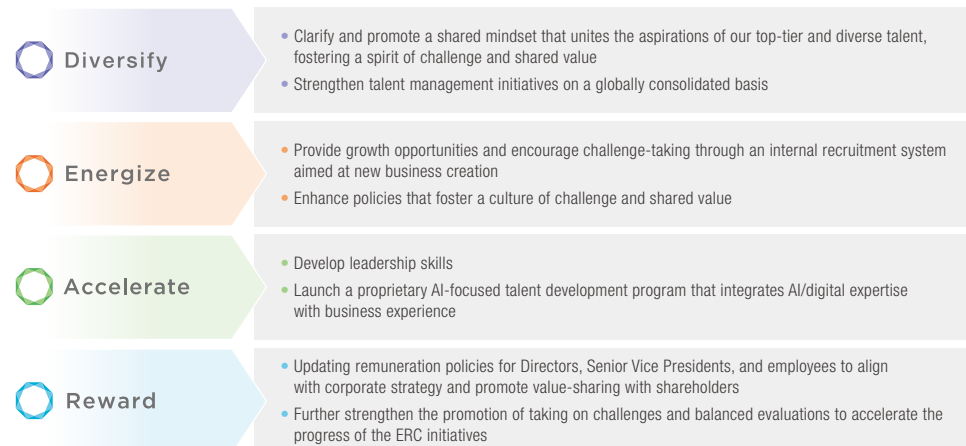 Diversify
• Clarify and promote a shared mindset that unites the aspirations of our top-tier and diverse talent,
fostering a spirit of challenge and shared value
• Strengthen talent management initiatives on a globally consolidated basis
Energize
• Provide growth opportunities and encourage challenge-taking through an internal recruitment system
aimed at new business creation
• Enhance policies that foster a culture of challenge and shared value
Accelerate
• Develop leadership skills
• Launch a proprietary AI-focused talent development program that integrates AI/digital expertise
with business experience
Reward
• Updating remuneration policies for Directors, Senior Vice Presidents, and employees to align
with corporate strategy and promote value-sharing with shareholders
• Further strengthen the promotion of taking on challenges and balanced evaluations to accelerate the
progress of the ERC initiatives